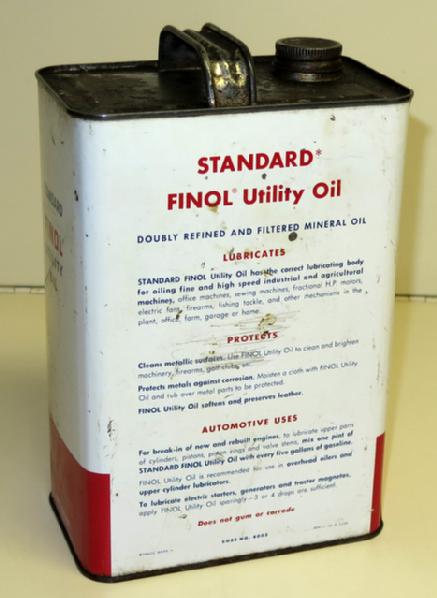 STANDARD*
FINOL* Utility Oil
DOUBLY REFINED AND FILTERED MINERAL OIL
LUBRICATES
STANDARD FINOL Utility Oil has the correct lubricating body
for oiling fine and high speed industrial and agricultural
machines, office machines, sewing machines, fractional H.P. motors,
electric fans, firearms, fishing tackle, and other mechanisms in the
plant, office, farm, garage or home.
PROTECTS
Cleans metallic surfaces. Use FINOL Utility Oil to clean and brighten
machinery, firearms, golf clubs,
Protects metals against corrosion. Moisten a cloth with FINOL Utility
Oil and rub over metal parts to be protected.
FINOL Utility Oil softens and preserves leather.
AUTOMOTIVE USES
For break-in of new and rebuilt engines, to lubricate upper parts
of cylinders, pistons, piston rings and valve stems, mix one pint of
STANDARD FINOL Utility Oil with every five gallons of gasoline.
FINOL Utility Oil is recommended for use in overhead oilers and
upper cylinder lubricators.
To lubricate electric starters, generators and tractor magnetos,
apply FINOL Utility Oil sparingly—3 or 4 drops are sufficient.
Does not gum or corrode
STANDARD
FINOL